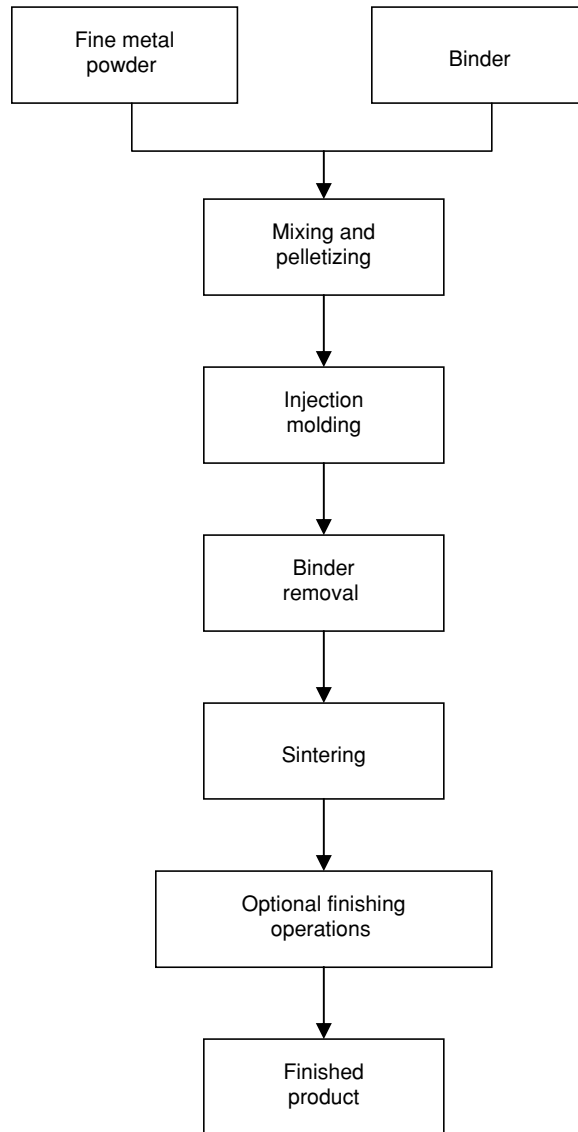 Fine metal
powder
Binder
Mixing and
pelletizing
Injection
molding
Binder
removal
Sintering
Optional finishing
operations
Finished
product